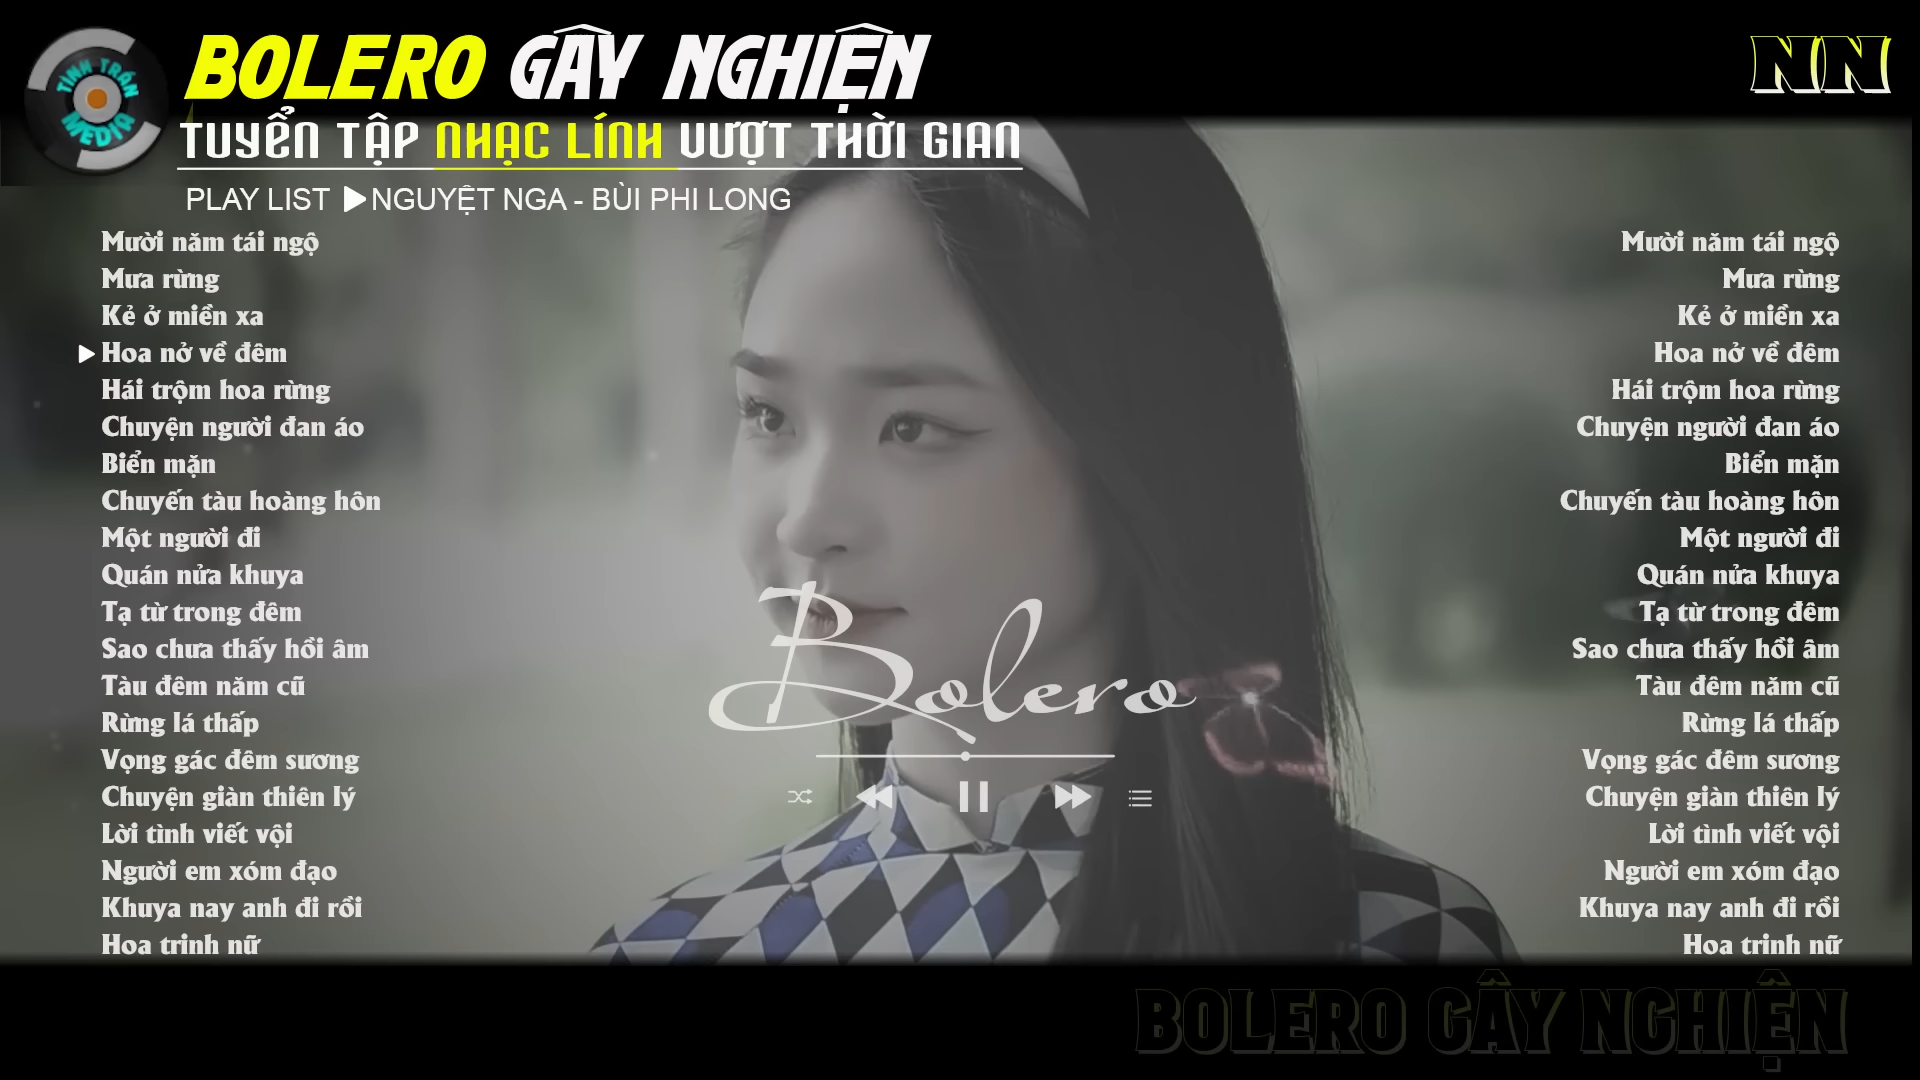 TÌNH TRẦN
MEDIA
BOLERO GÂY NGHIỆN
NN
TUYỂN TẬP NHẠC LÍNH VƯỢT THỜI GIAN
PLAY LIST NGUYỆT NGA - BÙI PHI LONG
Mười năm tái ngộ
Mưa rừng
Kẻ ở miền xa
Hoa nở về đêm
Hái trộm hoa rừng
Chuyện người đan áo
Biển mặn
Chuyến tàu hoàng hôn
Một người đi
Quán nửa khuya
Tạ từ trong đêm
Sao chưa thấy hồi âm
Tàu đêm năm cũ
Rừng lá thấp
Vọng gác đêm sương
Chuyện giàn thiên lý
Lời tình viết vội
Người em xóm đạo
Khuya nay anh đi rồi
Hoa trinh nữ
Bolero
Mười năm tái ngộ
Mưa rừng
Kẻ ở miền xa
Hoa nở về đêm
Hái trộm hoa rừng
Chuyện người đan áo
Biển mặn
Chuyến tàu hoàng hôn
Một người đi
Quán nửa khuya
Tạ từ trong đêm
Sao chưa thấy hồi âm
Tàu đêm năm cũ
Rừng lá thấp
Vọng gác đêm sương
Chuyện giàn thiên lý
Lời tình viết vội
Người em xóm đạo
Khuya nay anh đi rồi
Hoa trinh nữ
BOLERO GÂY NGHIỆN